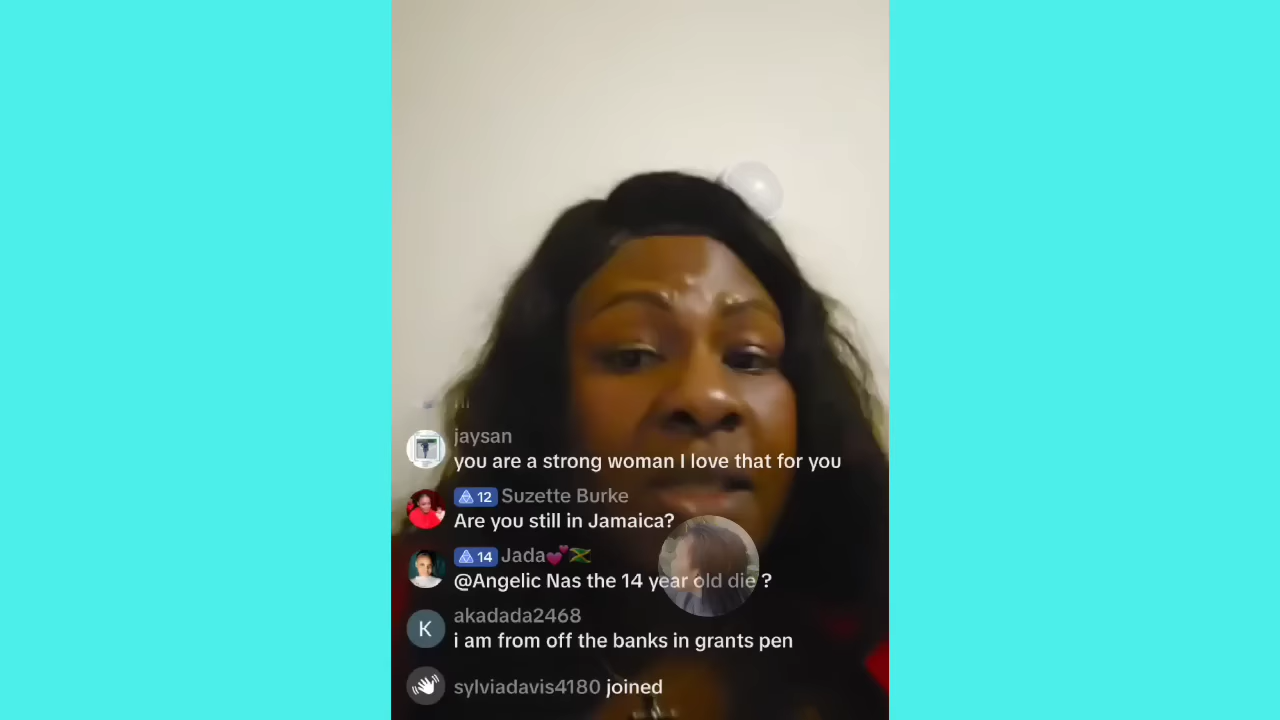 jaysan
you are a strong woman I love that for you
12 Suzette Burke
Are you still in Jamaica?
14 Jada💕🇯🇲
@Angelic Nas the 14 year old die ?
K
akadada2468
i am from off the banks in grants pen
sylviadavis4180 joined